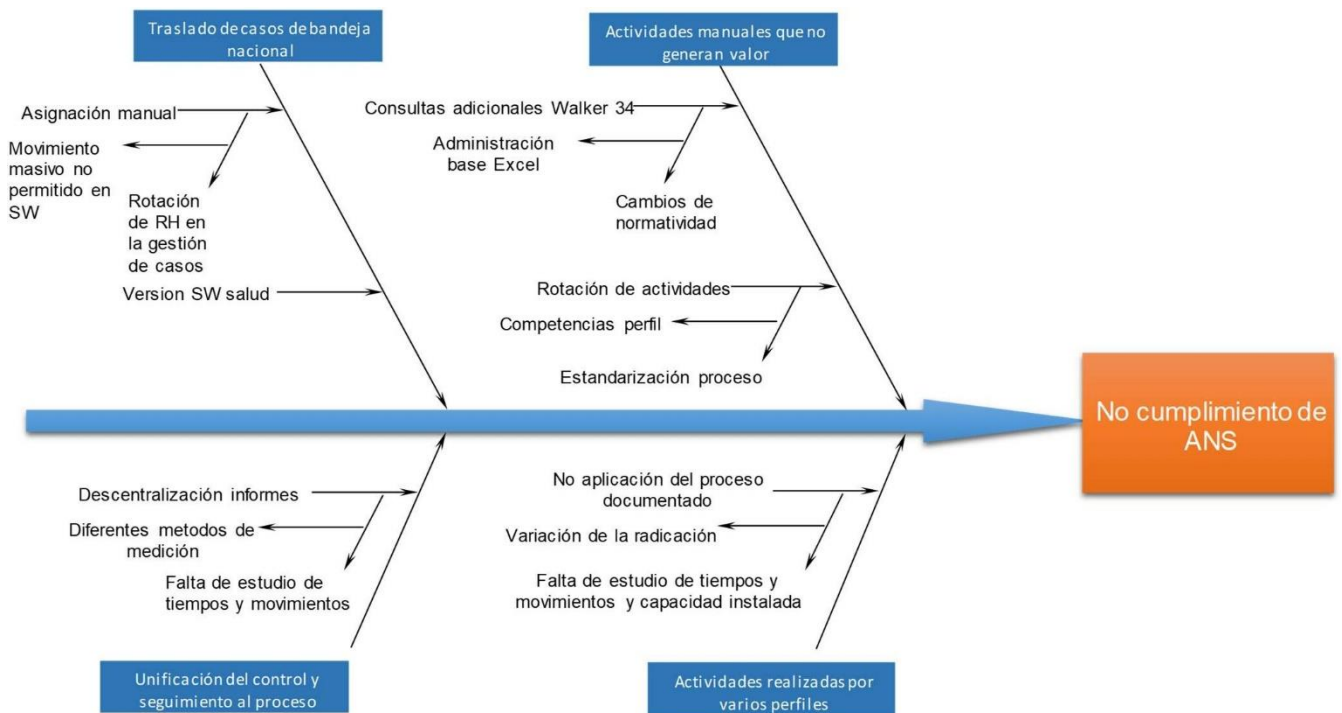 Traslado de casos de bandeja
nacional
Actividades manuales que no
generan valor
Asignación manual
Movimiento
masivo no
permitido en
SW
Rotación
de RH en
la gestión
de casos
Version SW salud
Consultas adicionales Walker 34
Administración
base Excel
Cambios de
normatividad
Rotación de actividades
Competencias perfil
Estandarización proceso
No cumplimiento de
ANS
Descentralización informes
Diferentes metodos de
medición
Falta de estudio de
tiempos y movimientos
No aplicación del proceso
documentado
Variación de la radicación
Falta de estudio de tiempos y
movimientos y capacidad instalada
Unificación del control y
seguimiento al proceso
Actividades realizadas por
varios perfiles